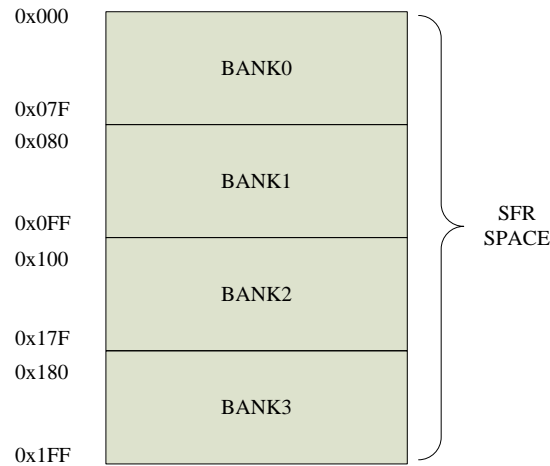 0x000
BANK0
0x07F
0x080
BANK1
0x0FF
0x100
BANK2
0x17F
0x180
BANK3
0x1FF
SFR
SPACE